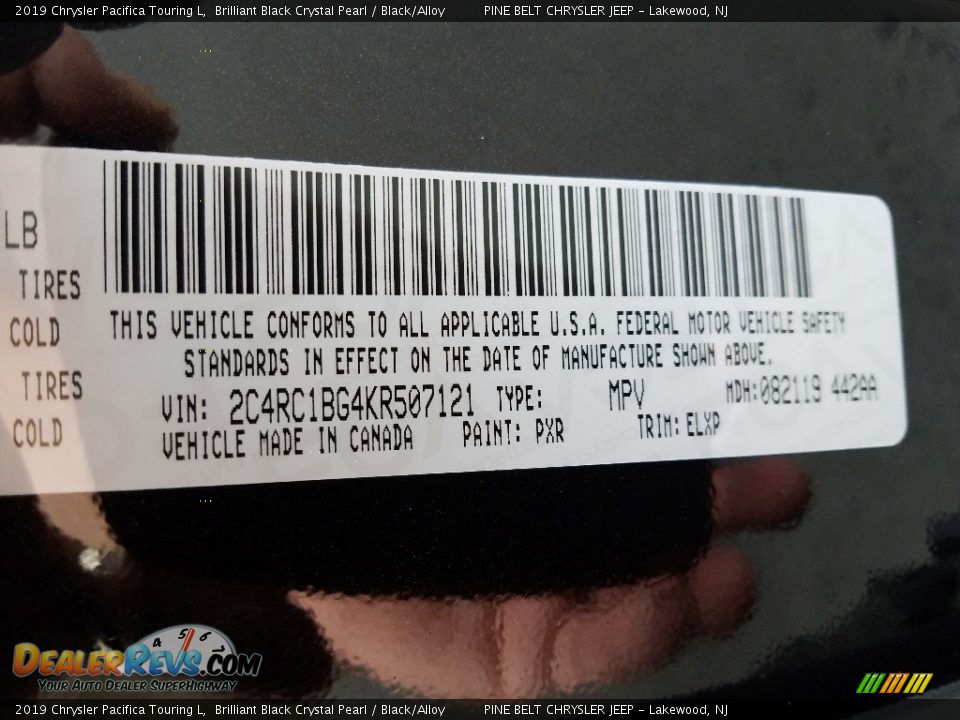 2019 Chrysler Pacifica Touring L, Brilliant Black Crystal Pearl / Black/Alloy PINE BELT CHRYSLER JEEP - Lakewood, NJ
LB
TIRES
COLD
TIRES
COLD
THIS VEHICLE CONFORMS TO ALL APPLICABLE U.S.A. FEDERAL MOTOR VEHICLE SAFETY
STANDARDS IN EFFECT ON THE DATE OF MANUFACTURE SHOWN ABOVE.
VIN: 2C4RC1BG4KR507121 TYPE: MPV MDH:082119 442AA
VEHICLE MADE IN CANADA PAINT: PXR TRIM: ELXP
4 5 6
DEALERREVS.COM
YOUR AUTO DEALER SUPERHIGHWAY
2019 Chrysler Pacifica Touring L, Brilliant Black Crystal Pearl / Black/Alloy PINE BELT CHRYSLER JEEP - Lakewood, NJ